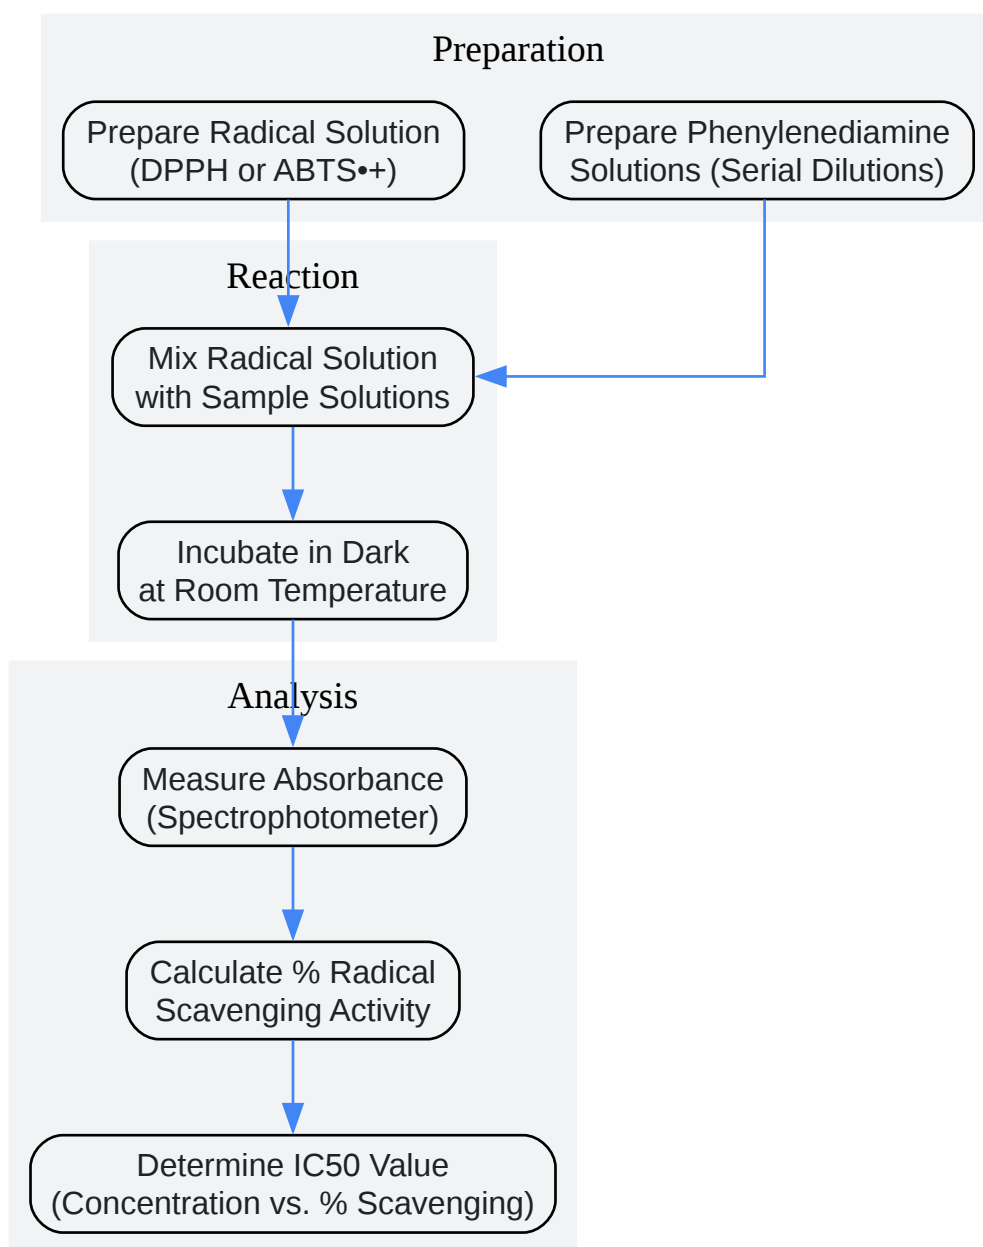 Preparation
Prepare Radical Solution
(DPPH or ABTS•+)
Prepare Phenylenediamine
Solutions (Serial Dilutions)
Reaction
Mix Radical Solution
with Sample Solutions
Incubate in Dark
at Room Temperature
Analysis
Measure Absorbance
(Spectrophotometer)
Calculate % Radical
Scavenging Activity
Determine IC50 Value
(Concentration vs. % Scavenging)